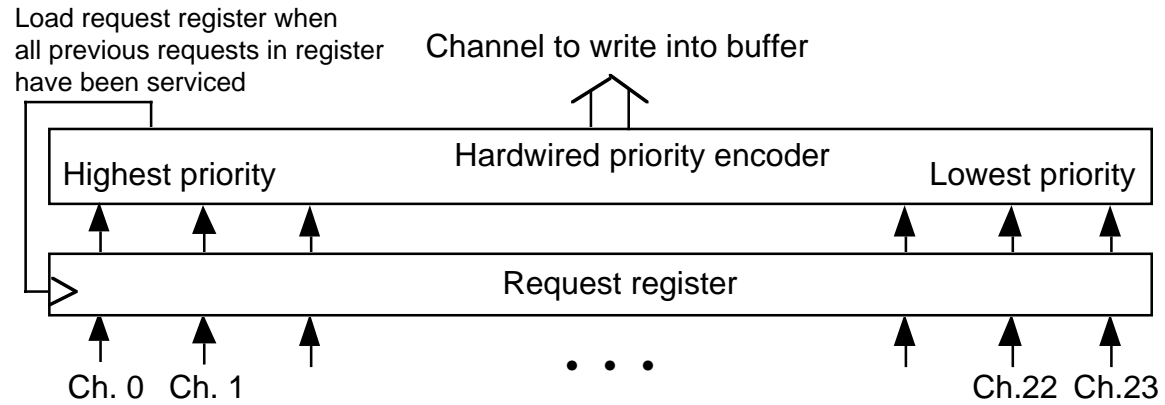 Load request register when
all previous requests in register
have been serviced
Channel to write into buffer
Hardwired priority encoder
Highest priority
Lowest priority
Request register
• • •
Ch. 0 Ch. 1 Ch.22 Ch.23